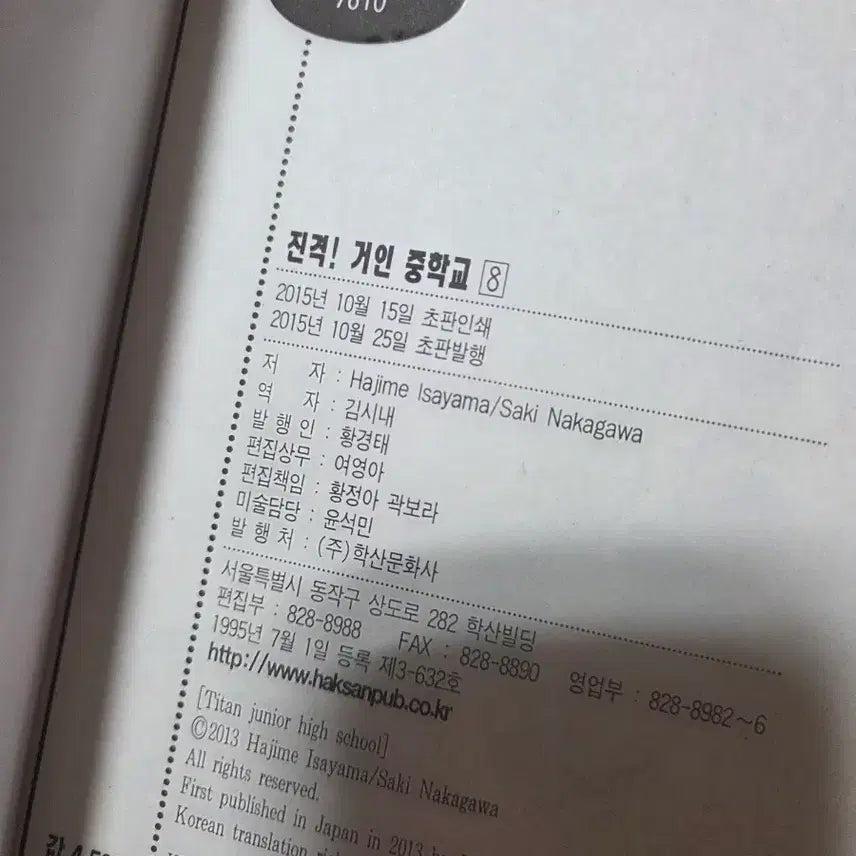 진격! 거인 중학교 8
2015년 10월 15일 초판인쇄
2015년 10월 25일 초판발행
저 자 : Hajime Isayama/Saki Nakagawa
역 자 : 김시내
발 행 인 : 황경태
편집상무 : 여영아
편집책임 : 황정아 곽보라
미술담당 : 윤석민
발 행 처 : (주)학산문화사
서울특별시 동작구 상도로 282 학산빌딩
편집부 : 828-8988 FAX : 828-8890 영업부 : 828-8982~6
1995년 7월 1일 등록 제3-632호
http://www.haksanpub.co.kr
[Titan junior high school]
©2013 Hajime Isayama/Saki Nakagawa
All rights reserved.
First published in Japan in 2013
Korean translation
값